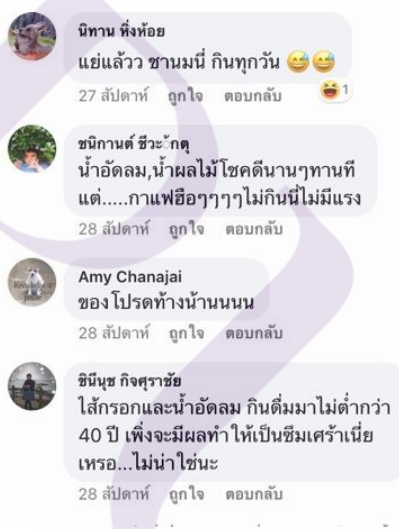 นิทาน หิ่งห้อย
แย่แล้วว ชานมนี่ กินทุกวัน 😅😅
27 สัปดาห์ ถูกใจ ตอบกลับ 1
ชนิกานต์ ชีวะ้กตุ
น้ำอัดลม,น้ำผลไม้โชคดีนานๆทานที
แต่.....กาแฟฮือๆๆๆๆไม่กินนี่ไม่มีแรง
28 สัปดาห์ ถูกใจ ตอบกลับ
Amy Chanajai
ของโปรดท้างน้านนนน
28 สัปดาห์ ถูกใจ ตอบกลับ
ชินีนุช กิจศุราชัย
ไส้กรอกและน้ำอัดลม กินดื่มมาไม่ต่ำกว่า
40 ปี เพิ่งจะมีผลทำให้เป็นซึมเศร้าเนี่ย
เหรอ...ไม่น่าใช่นะ
28 สัปดาห์ ถูกใจ ตอบกลับ